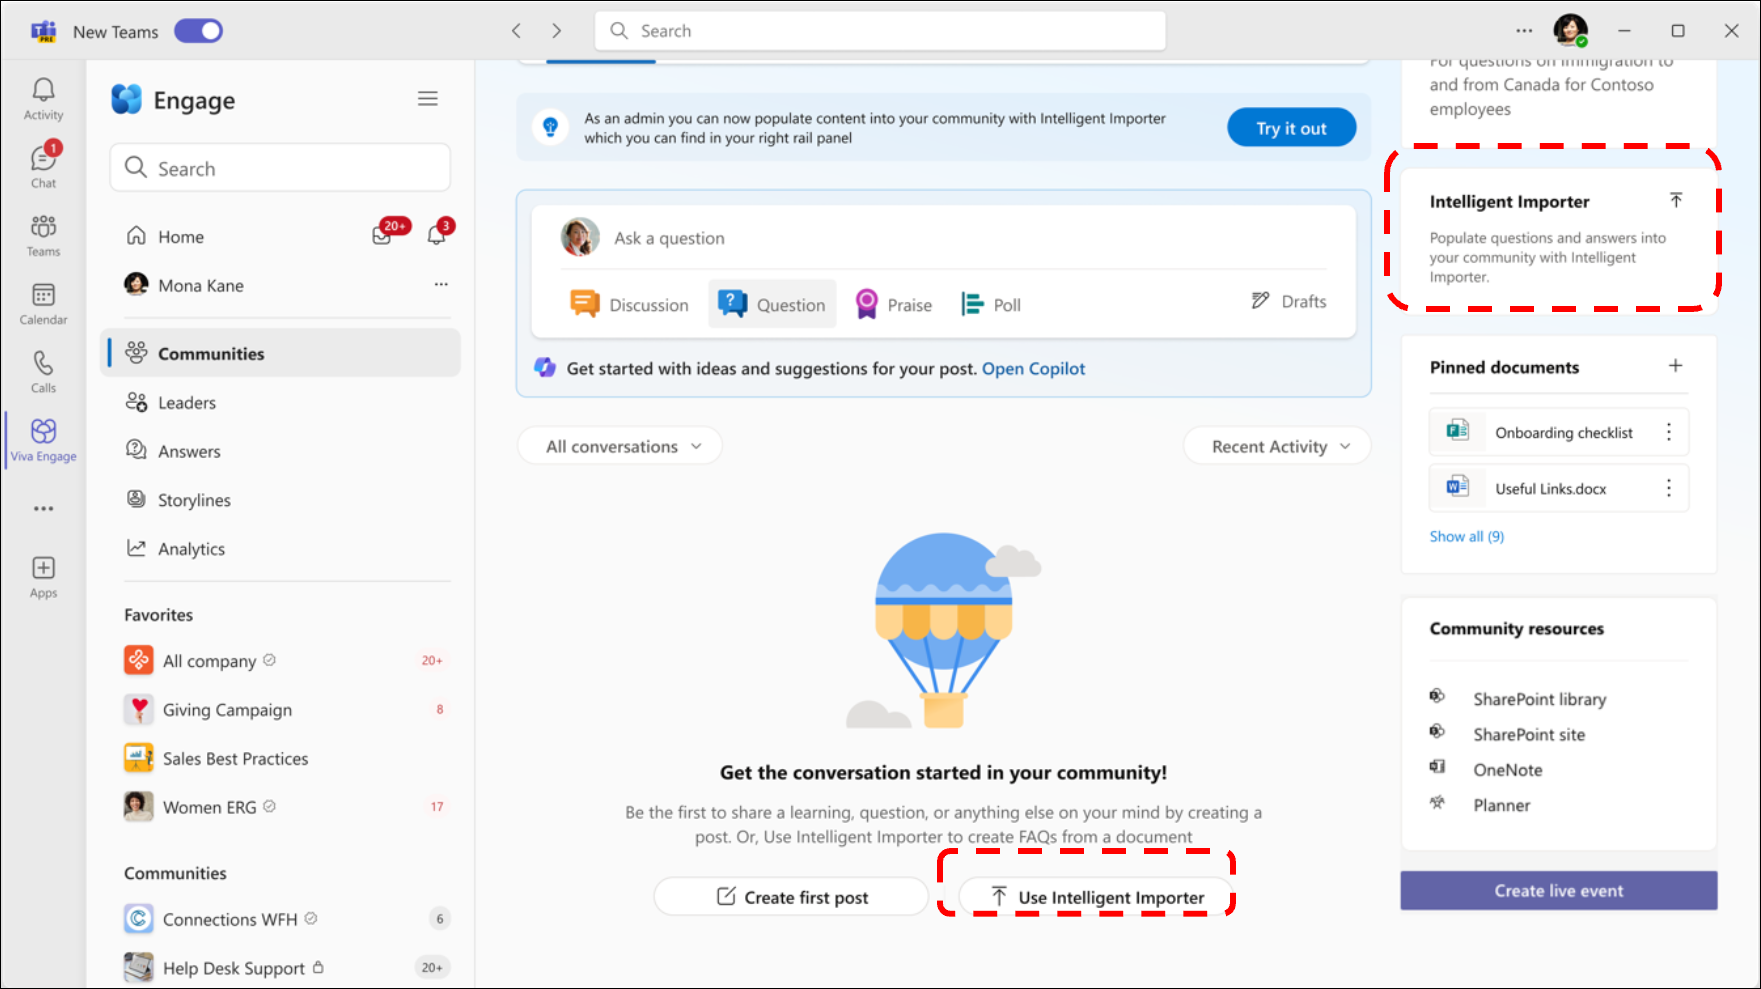 New Teams
Search
PRE
Activity
1
Chat
Teams
Calendar
Calls
Viva Engage
Apps
Engage
Search
Home
20+
3
Mona Kane
Communities
Leaders
Answers
Storylines
Analytics
Favorites
All company
20+
Giving Campaign
8
Sales Best Practices
Women ERG
17
Communities
Connections WFH
6
Help Desk Support
20+
As an admin you can now populate content into your community with Intelligent Importer
which you can find in your right rail panel
Try it out
Ask a question
Discussion
Question
Praise
Poll
Drafts
Get started with ideas and suggestions for your post. Open Copilot
All conversations
Recent Activity
Get the conversation started in your community!
Be the first to share a learning, question, or anything else on your mind by creating a
post. Or, Use Intelligent Importer to create FAQs from a document
Create first post
Use Intelligent Importer
For questions on immigration to
and from Canada for Contoso
employees
Intelligent Importer
Populate questions and answers into
your community with Intelligent
Importer.
Pinned documents
Onboarding checklist
Useful Links.docx
Show all (9)
Community resources
SharePoint library
SharePoint site
OneNote
Planner
Create live event